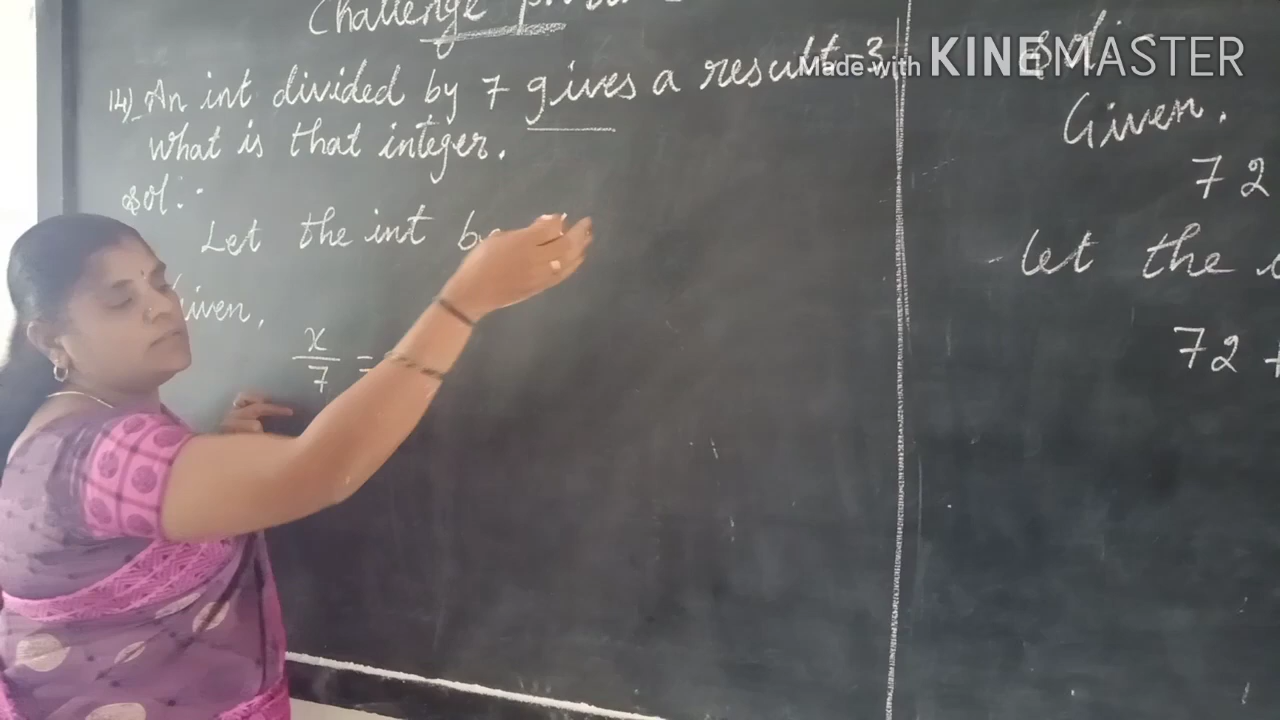 Challenge
14) An int divided by 7 gives a result -3.
What is that integer.
Sol:
Let the int be
Given,
x/7 =
Made with KINEMASTER
Sol:-
Given.
72
Let the
72 +